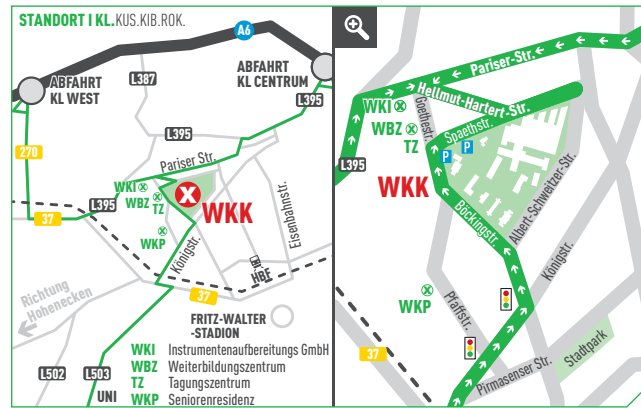 STANDORT I KL.KUS.KIB.ROK.
A6
ABFAHRT
KL WEST
L387
ABFAHRT
KL CENTRUM
L395
L395
270
Pariser Str.
WKI
WBZ
TZ
WKK
L395
37
WKP
Königstr.
Eisenbahnstr.
HBF
37
Richtung
Hohenecken
FRITZ-WALTER
-STADION
L502
L503
UNI
WKI Instrumentenaufbereitungs GmbH
WBZ Weiterbildungszentrum
TZ Tagungszentrum
WKP Seniorenresidenz
Pariser-Str.
Hellmut-Hartert-Str.
WKI
Goethestr.
WBZ
TZ
Spaethstr.
P
P
L395
WKK
Albert-Schweitzer-Str.
Böckingstr.
Königstr.
WKP
Pfaffstr.
37
Stadtpark
Pirmasenser Str.